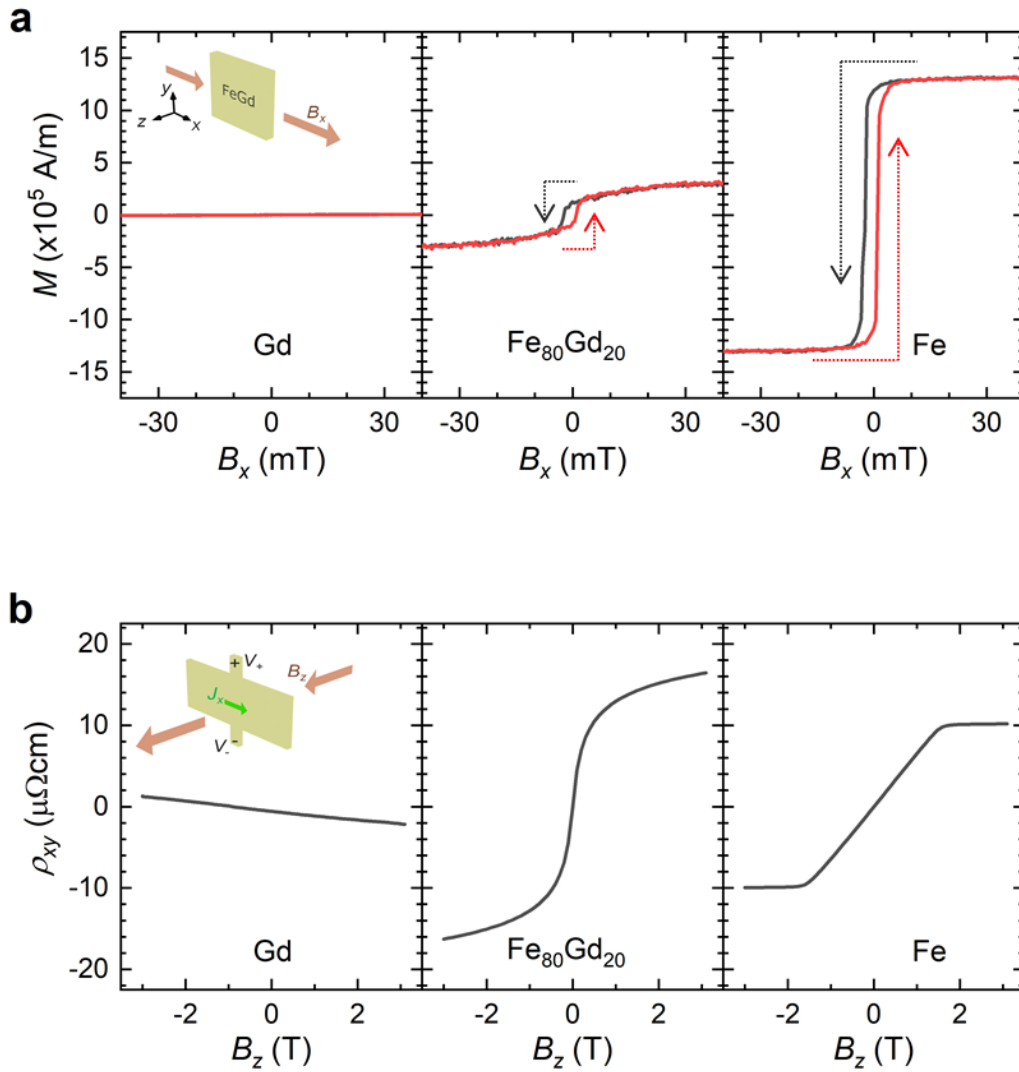 a
15
10
5
0
-5
-10
-15
M (x10⁵ A/m)
y
z
x
FeGd
Bₓ
Gd
Fe₈₀Gd₂₀
Fe
-30 0 30 -30 0 30 -30 0 30
Bₓ (mT) Bₓ (mT) Bₓ (mT)
b
20
10
0
-10
-20
ρxy (μΩcm)
+ V₊
Jₓ
Bz
V₋ -
Gd
Fe₈₀Gd₂₀
Fe
-2 0 2 -2 0 2 -2 0 2
Bz (T) Bz (T) Bz (T)